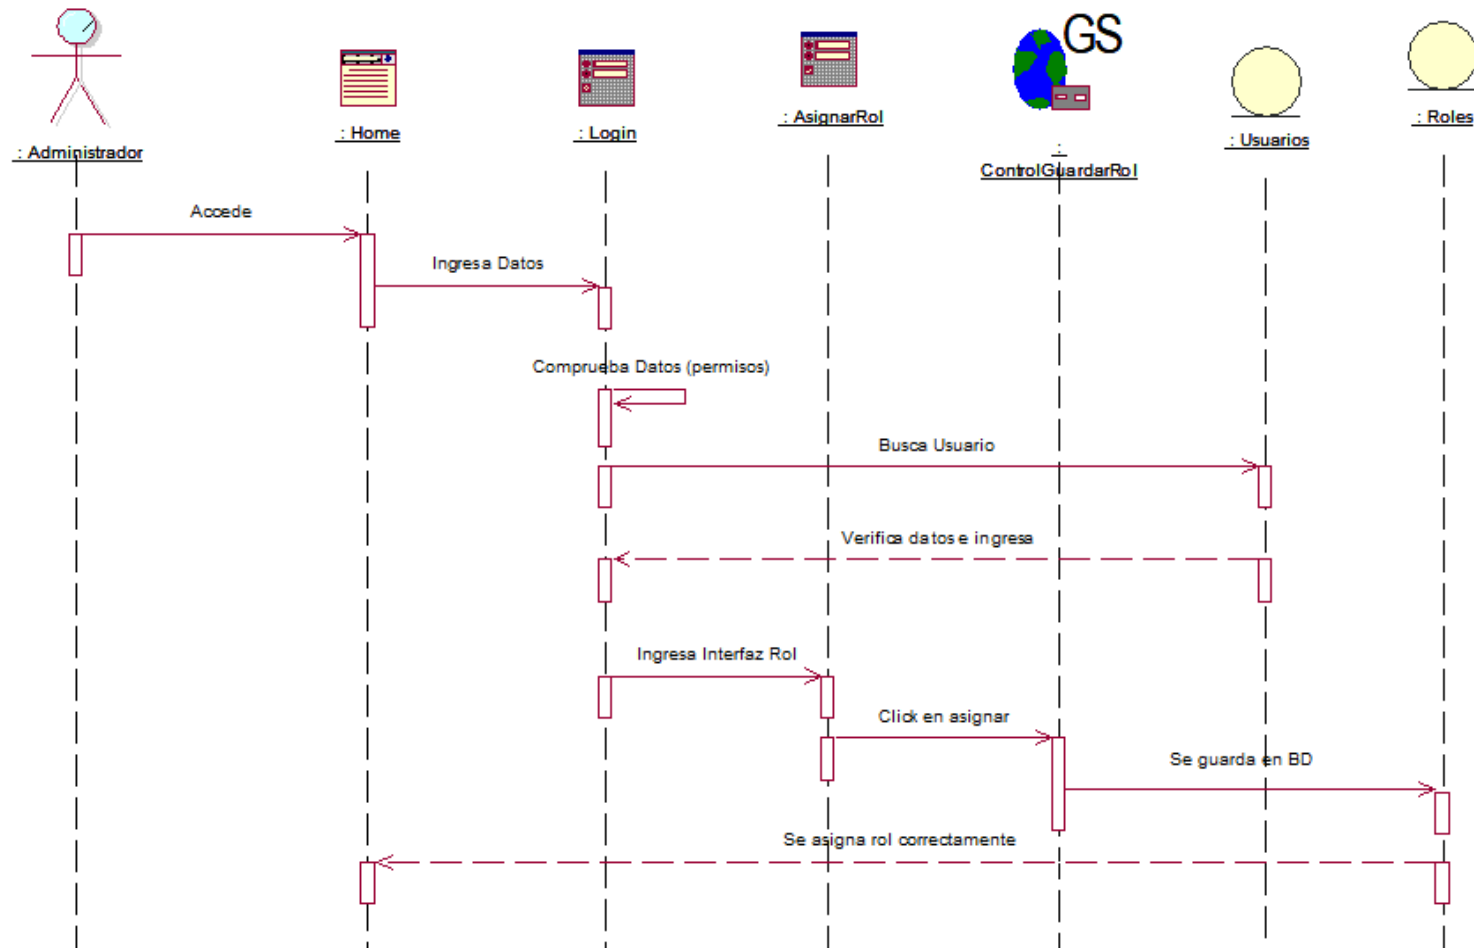 GS
: Administrador
: Home
: Login
: AsignarRol
:
ControlGuardarRol
: Usuarios
: Roles
Accede
Ingresa Datos
Comprueba Datos (permisos)
Busca Usuario
Verifica datos e ingresa
Ingresa Interfaz Rol
Click en asignar
Se guarda en BD
Se asigna rol correctamente